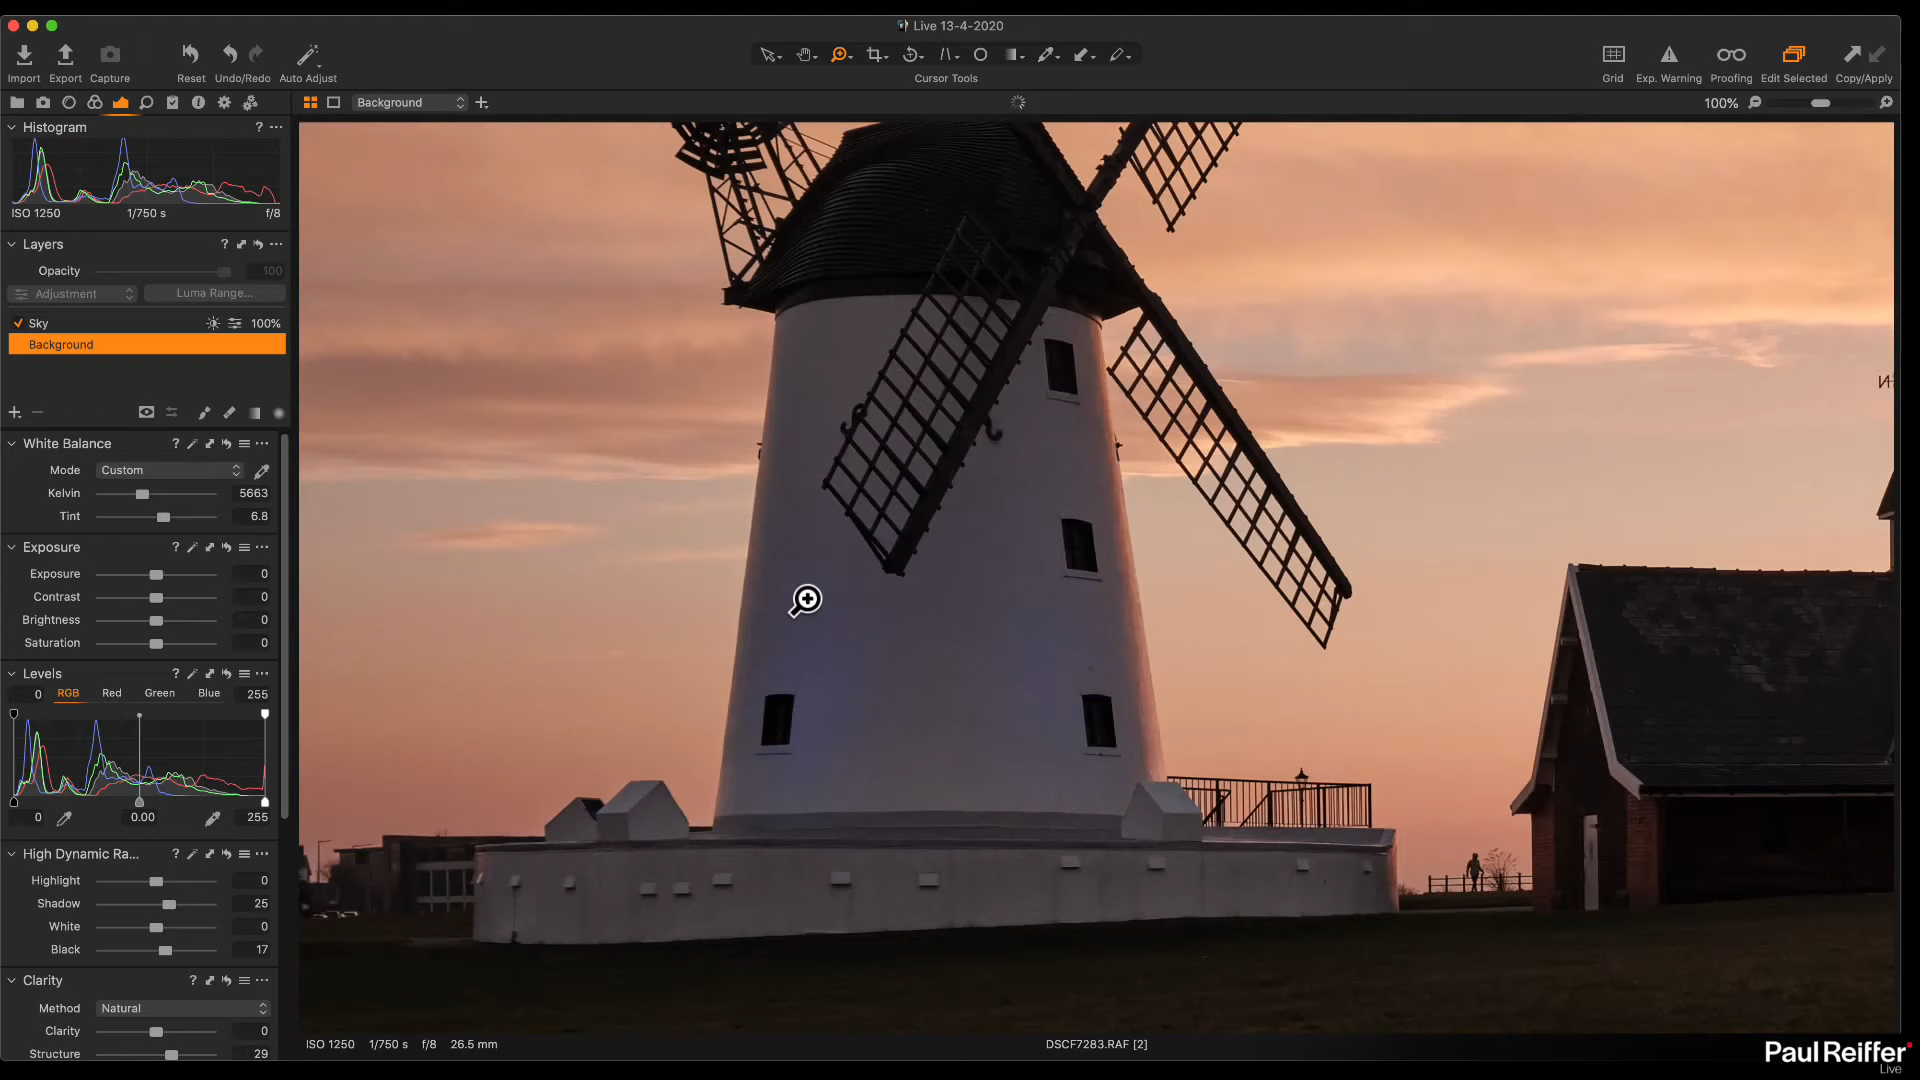 Live 13-4-2020
Import Export Capture Reset Undo/Redo Auto Adjust
Cursor Tools
Grid Exp. Warning Proofing Edit Selected Copy/Apply
Background
100%
Histogram ?
ISO 1250 1/750 s f/8
Layers ?
Opacity 100
Adjustment Luma Range...
Sky 100%
Background
White Balance ?
Mode Custom
Kelvin 5663
Tint 6.8
Exposure ?
Exposure 0
Contrast 0
Brightness 0
Saturation 0
Levels ?
0 RGB Red Green Blue 255
0 0.00 255
High Dynamic Ra... ?
Highlight 0
Shadow 25
White 0
Black 17
Clarity ?
Method Natural
Clarity 0
Structure 29
ISO 1250 1/750 s f/8 26.5 mm
DSCF7283.RAF [2]
Paul Reiffer
Live